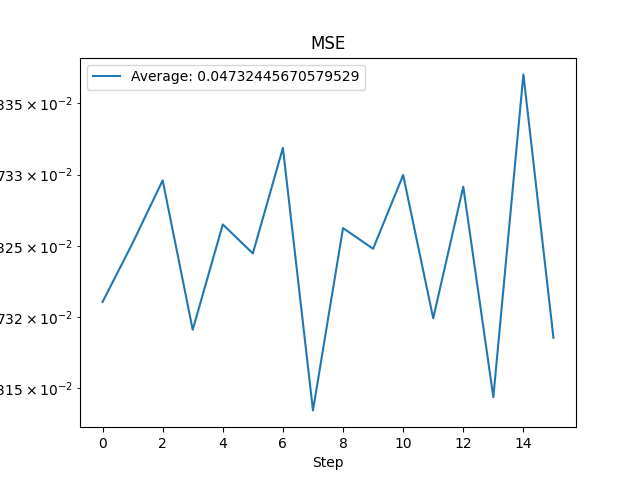 MSE
Average: 0.04732445670579529
335 × 10⁻²
733 × 10⁻²
325 × 10⁻²
732 × 10⁻²
315 × 10⁻²
0 2 4 6 8 10 12 14
Step